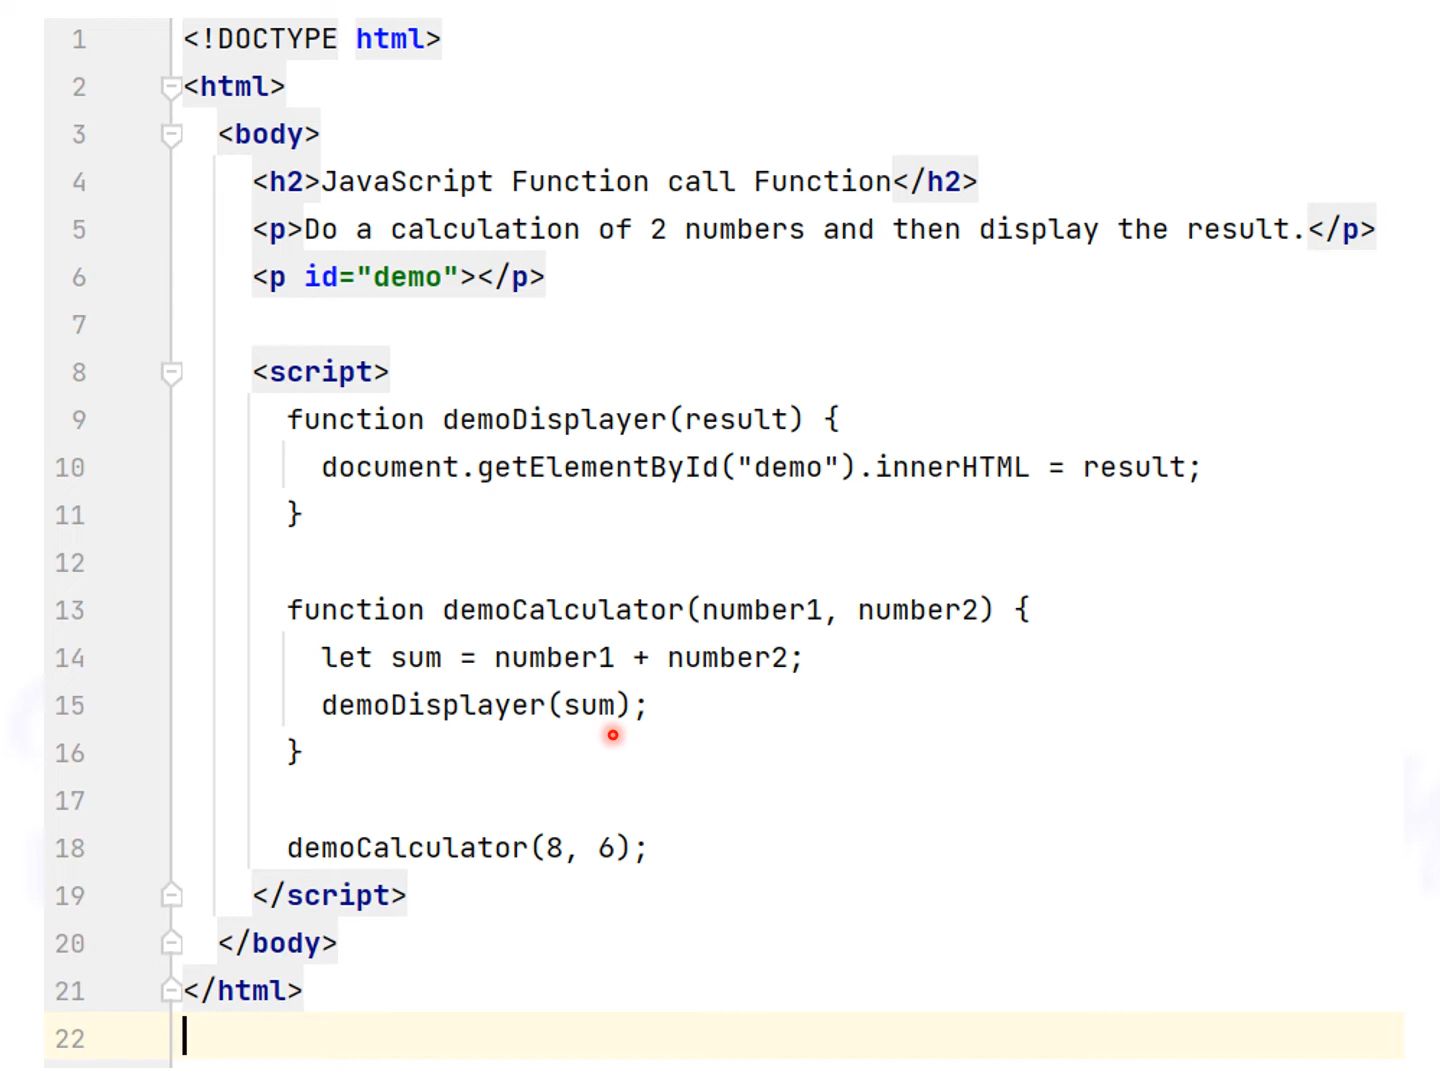 1 <!DOCTYPE html>
2 <html>
3 <body>
4 <h2>JavaScript Function call Function</h2>
5 <p>Do a calculation of 2 numbers and then display the result.</p>
6 <p id="demo"></p>
7
8 <script>
9 function demoDisplayer(result) {
10 document.getElementById("demo").innerHTML = result;
11 }
12
13 function demoCalculator(number1, number2) {
14 let sum = number1 + number2;
15 demoDisplayer(sum);
16 }
17
18 demoCalculator(8, 6);
19 </script>
20 </body>
21 </html>
22